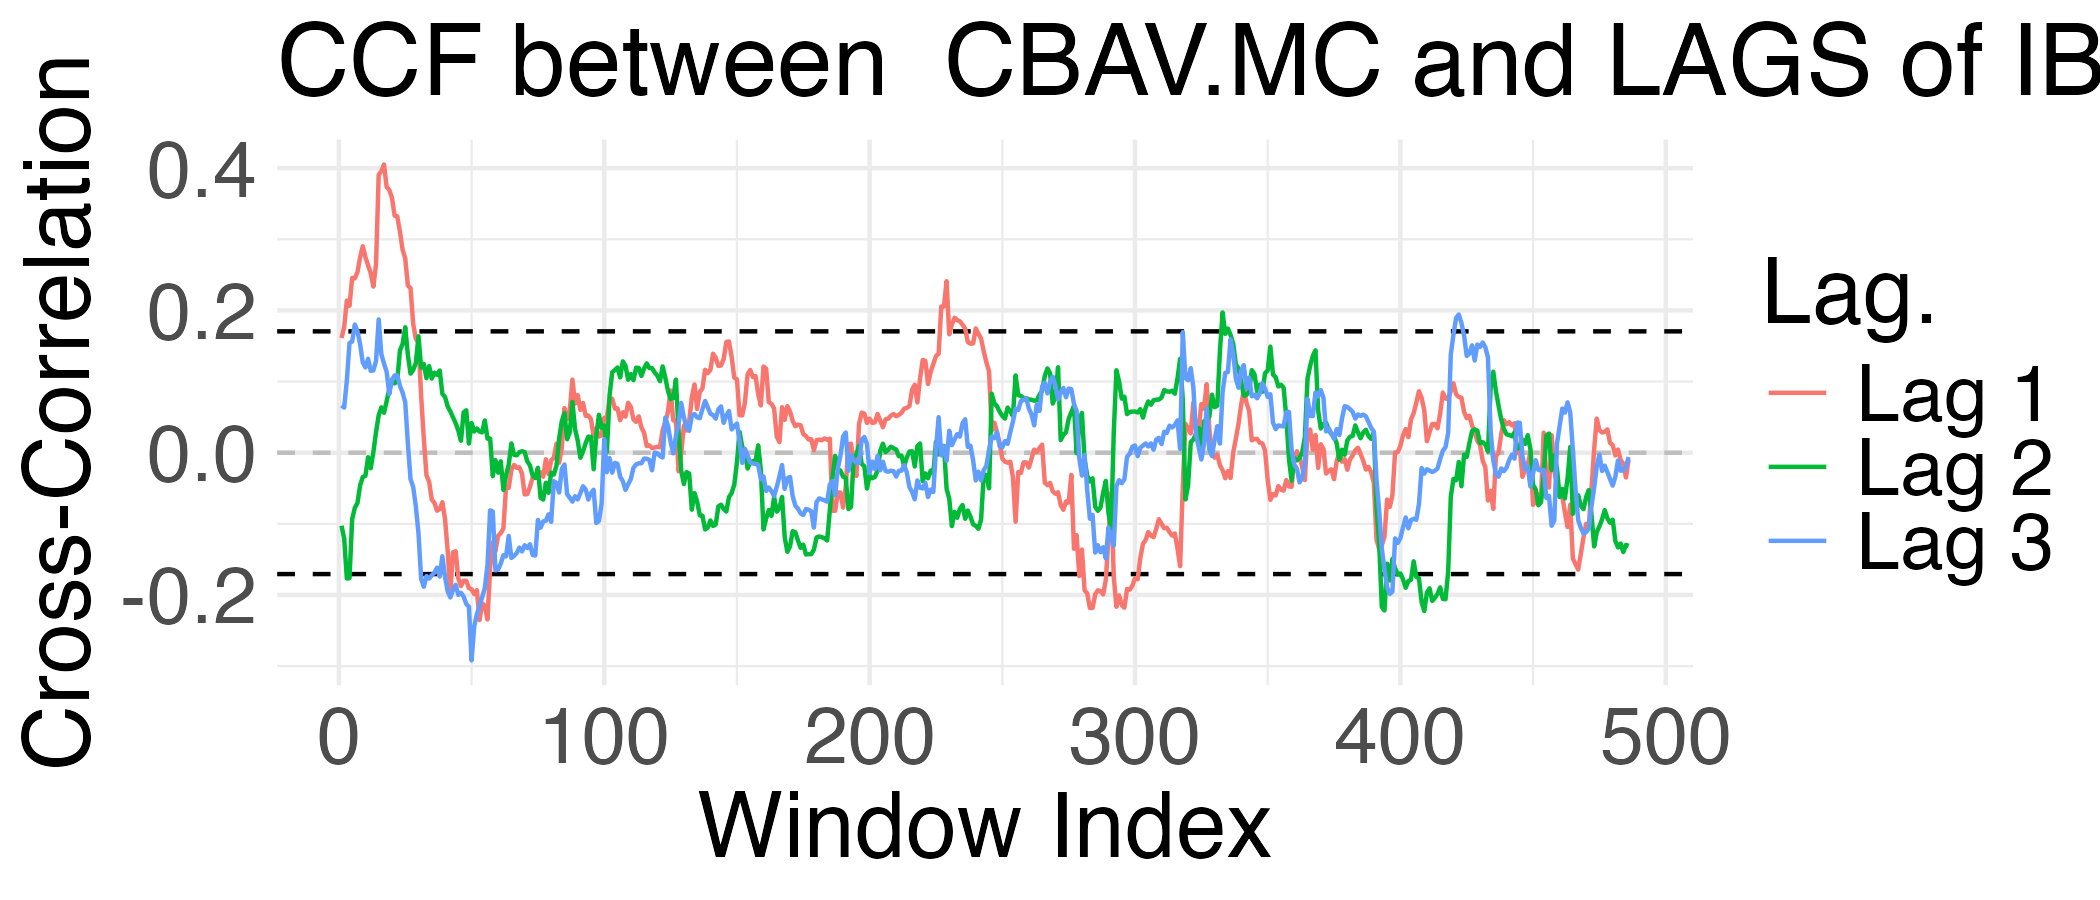 CCF between CBAV.MC and LAGS of IB
Cross-Correlation
0.4
0.2
0.0
-0.2
0
100
200
300
400
500
Window Index
Lag.
Lag 1
Lag 2
Lag 3